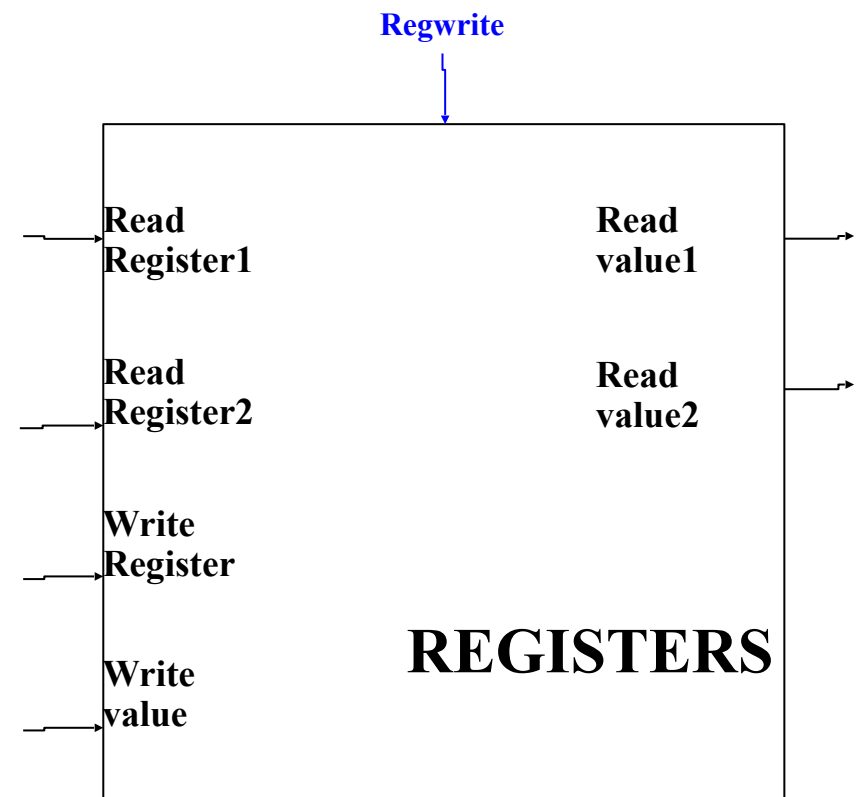 Regwrite
Read
Register1
Read
value1
Read
Register2
Read
value2
Write
Register
REGISTERS
Write
value